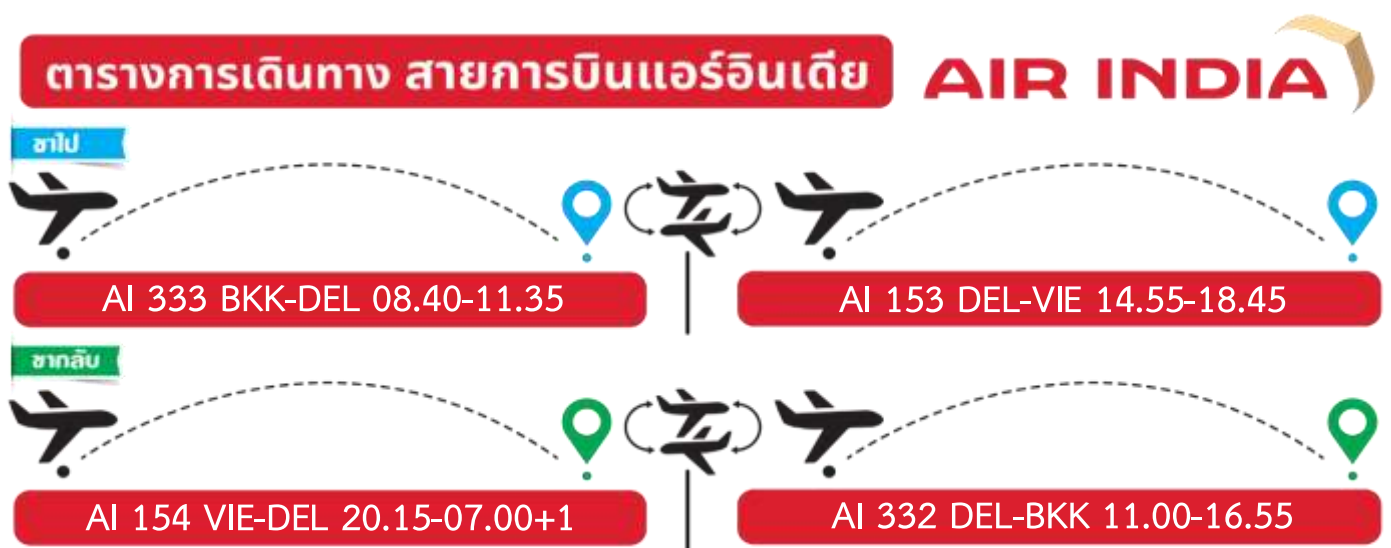 ตารางการเดินทาง สายการบินแอร์อินเดีย
AIR INDIA
ขาไป
AI 333 BKK-DEL 08.40-11.35
AI 153 DEL-VIE 14.55-18.45
ขากลับ
AI 154 VIE-DEL 20.15-07.00+1
AI 332 DEL-BKK 11.00-16.55